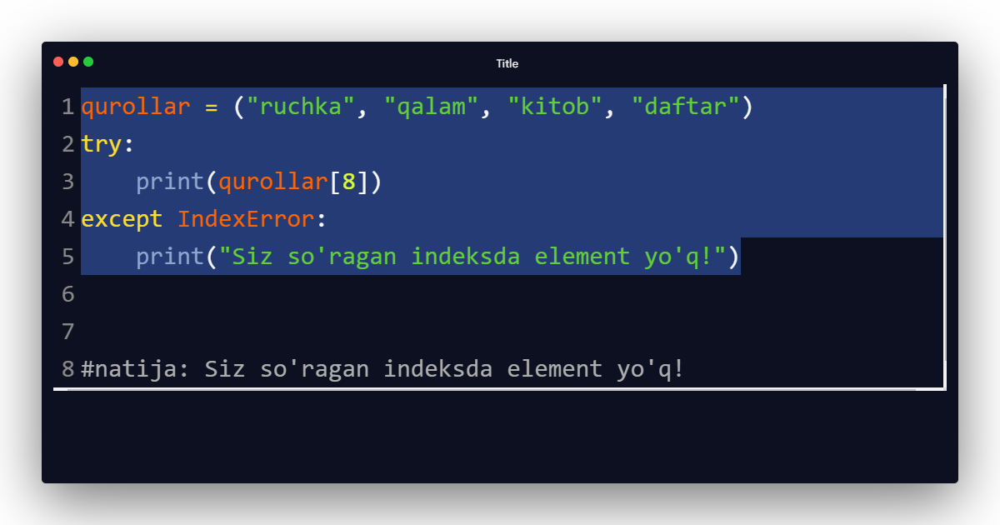 Title
1 qurollar = ("ruchka", "qalam", "kitob", "daftar")
2 try:
3     print(qurollar[8])
4 except IndexError:
5     print("Siz so'ragan indeksda element yo'q!")
6
7
8 #natija: Siz so'ragan indeksda element yo'q!